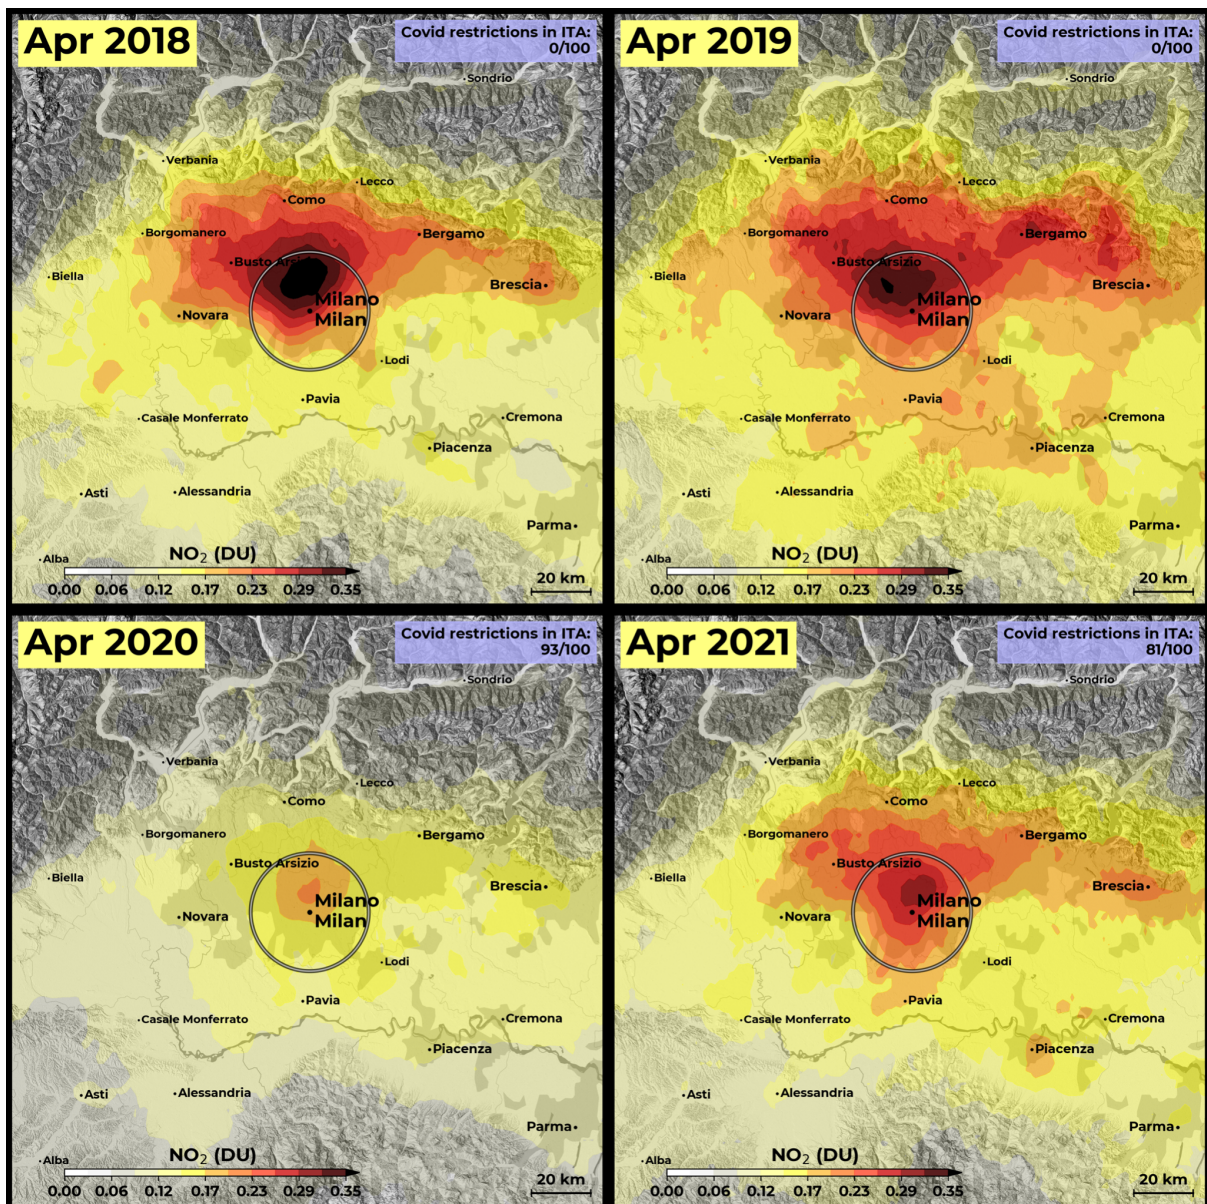 Apr 2018
Covid restrictions in ITA:
0/100
Sondrio
Verbania
Lecco
Como
Borgomanero
Bergamo
Busto Arsizio
Biella
Brescia
Milano
Milan
Novara
Lodi
Pavia
Casale Monferrato
Cremona
Piacenza
Asti
Alessandria
Parma
Alba
NO₂ (DU)
20 km
0.00 0.06 0.12 0.17 0.23 0.29 0.35
Apr 2019
Covid restrictions in ITA:
0/100
Sondrio
Verbania
Lecco
Como
Borgomanero
Bergamo
Busto Arsizio
Biella
Brescia
Milano
Milan
Novara
Lodi
Pavia
Casale Monferrato
Cremona
Piacenza
Asti
Alessandria
Parma
Alba
NO₂ (DU)
20 km
0.00 0.06 0.12 0.17 0.23 0.29 0.35
Apr 2020
Covid restrictions in ITA:
93/100
Sondrio
Verbania
Lecco
Como
Borgomanero
Bergamo
Busto Arsizio
Biella
Brescia
Milano
Milan
Novara
Lodi
Pavia
Casale Monferrato
Cremona
Piacenza
Asti
Alessandria
Parma
Alba
NO₂ (DU)
20 km
0.00 0.06 0.12 0.17 0.23 0.29 0.35
Apr 2021
Covid restrictions in ITA:
81/100
Sondrio
Verbania
Lecco
Como
Borgomanero
Bergamo
Busto Arsizio
Biella
Brescia
Milano
Milan
Novara
Lodi
Pavia
Casale Monferrato
Cremona
Piacenza
Asti
Alessandria
Parma
Alba
NO₂ (DU)
20 km
0.00 0.06 0.12 0.17 0.23 0.29 0.35